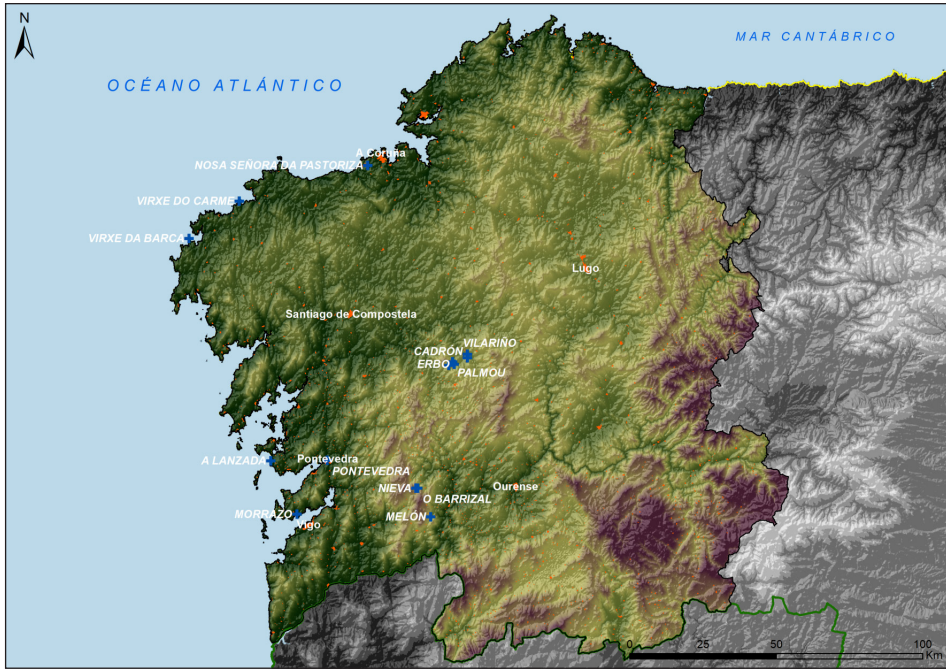 N
MAR CANTÁBRICO
OCÉANO ATLÁNTICO
A Coruña
NOSA SEÑORA DA PASTORIZA
VIRXE DO CARME
VIRXE DA BARCA
Lugo
Santiago de Compostela
VILARIÑO
CADRÓN
ERBO
PALMOU
A LANZADA
Pontevedra
PONTEVEDRA
NIEVA
Ourense
O BARRIZAL
MORRAZO
MELÓN
Vigo
0 25 50 100
Km